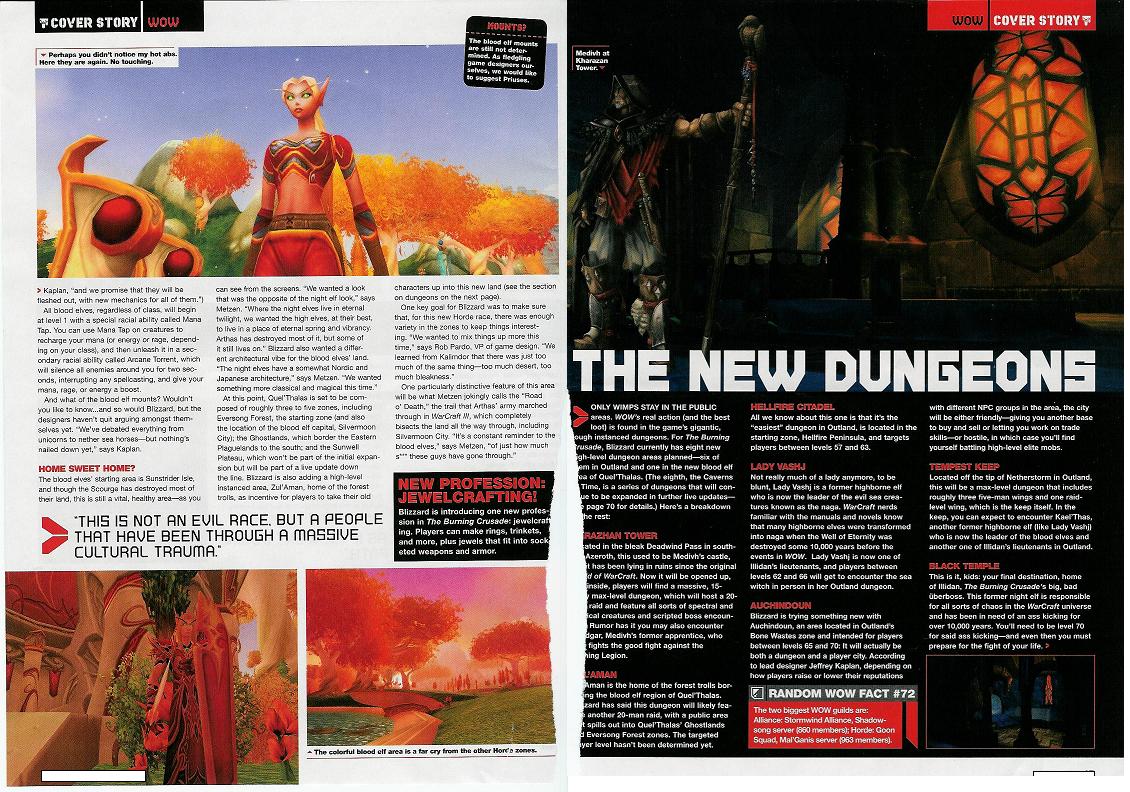 COVER STORY WOW
Perhaps you didn't notice my hot abs.
Here they are again. No touching.
MOUNTS?
The blood elf mounts
are still not deter-
mined. As fledgling
game designers our-
selves, we would like
to suggest Priuses.
Kaplan, "and we promise that they will be
fleshed out, with new mechanics for all of them.")
All blood elves, regardless of class, will begin
at level 1 with a special racial ability called Mana
Tap. You can use Mana Tap on creatures to
recharge your mana (or energy or rage, depend-
ing on your class), and then unleash it in a sec-
ondary racial ability called Arcane Torrent, which
will silence all enemies around you for two sec-
onds, interrupting any spellcasting, and give your
mana, rage, or energy a boost.
And what of the blood elf mounts? Wouldn't
you like to know...and so would Blizzard, but the
designers haven't quit arguing amongst them-
selves yet. "We've debated everything from
unicorns to nether sea horses—but nothing's
nailed down yet," says Kaplan.
HOME SWEET HOME?
The blood elves' starting area is Sunstrider Isle,
and though the Scourge has destroyed most of
their land, this is still a vital, healthy area—as you
can see from the screens. "We wanted a look
that was the opposite of the night elf look," says
Metzen. "Where the night elves live in eternal
twilight, we wanted the high elves, at their best,
to live in a place of eternal spring and vibrancy.
Arthas has destroyed most of it, but some of
it still lives on." Blizzard also wanted a differ-
ent architectural vibe for the blood elves' land.
"The night elves have a somewhat Nordic and
Japanese architecture," says Metzen. "We wanted
something more classical and magical this time."
At this point, Quel'Thalas is set to be com-
posed of roughly three to five zones, including
Eversong Forest, the starting zone (and also
the location of the blood elf capital, Silvermoon
City); the Ghostlands, which border the Eastern
Plaguelands to the south; and the Sunwell
Plateau, which won't be part of the initial expan-
sion but will be part of a live update down
the line. Blizzard is also adding a high-level
instanced area, Zul'Aman, home of the forest
trolls, as incentive for players to take their old
characters up into this new land (see the section
on dungeons on the next page).
One key goal for Blizzard was to make sure
that, for this new Horde race, there was enough
variety in the zones to keep things interest-
ing. "We wanted to mix things up more this
time," says Rob Pardo, VP of game design. "We
learned from Kalimdor that there was just too
much of the same thing—too much desert, too
much bleakness."
One particularly distinctive feature of this area
will be what Metzen jokingly calls the "Road
o' Death," the trail that Arthas' army marched
through in WarCraft III, which completely
bisects the land all the way through, including
Silvermoon City. "It's a constant reminder to the
blood elves," says Metzen, "of just how much
s*** these guys have gone through."
"THIS IS NOT AN EVIL RACE, BUT A PEOPLE
THAT HAVE BEEN THROUGH A MASSIVE
CULTURAL TRAUMA."
NEW PROFESSION:
JEWELCRAFTING!
Blizzard is introducing one new profes-
sion in The Burning Crusade: jewelcraft
ing. Players can make rings, trinkets,
and more, plus jewels that fit into sock
eted weapons and armor.
The colorful blood elf area is a far cry from the other Horde zones.
WOW COVER STORY
Medivh at
Kharazan
Tower.
THE NEW DUNGEONS
ONLY WIMPS STAY IN THE PUBLIC
areas. WOW's real action (and the best
loot) is found in the game's gigantic,
ough instanced dungeons. For The Burning
rusade, Blizzard currently has eight new
igh-level dungeon areas planned—six of
em in Outland and one in the new blood elf
ea of Quel'Thalas. (The eighth, the Caverns
Time, is a series of dungeons that will con-
ue to be expanded in further live updates—
e page 70 for details.) Here's a breakdown
the rest:
RAZHAN TOWER
cated in the bleak Deadwind Pass in south-
Azeroth, this used to be Medivh's castle,
it has been lying in ruins since the original
d of WarCraft. Now it will be opened up,
inside, players will find a massive, 15-
y max-level dungeon, which will host a 20-
raid and feature all sorts of spectral and
ical creatures and scripted boss encoun-
Rumor has it you may also encounter
dgar, Medivh's former apprentice, who
fights the good fight against the
ning Legion.
L'AMAN
Aman is the home of the forest trolls bor-
ng the blood elf region of Quel'Thalas.
zard has said this dungeon will likely fea-
e another 20-man raid, with a public area
t spills out into Quel'Thalas' Ghostlands
d Eversong Forest zones. The targeted
yer level hasn't been determined yet.
HELLFIRE CITADEL
All we know about this one is that it's the
"easiest" dungeon in Outland, is located in the
starting zone, Hellfire Peninsula, and targets
players between levels 57 and 63.
LADY VASHJ
Not really much of a lady anymore, to be
blunt, Lady Vashj is a former highborne elf
who is now the leader of the evil sea crea-
tures known as the naga. WarCraft nerds
familiar with the manuals and novels know
that many highborne elves were transformed
into naga when the Well of Eternity was
destroyed some 10,000 years before the
events in WOW. Lady Vashj is now one of
Illidan's lieutenants, and players between
levels 62 and 66 will get to encounter the sea
witch in person in her Outland dungeon.
AUCHINDOUN
Blizzard is trying something new with
Auchindoun, an area located in Outland's
Bone Wastes zone and intended for players
between levels 65 and 70: It will actually be
both a dungeon and a player city. According
to lead designer Jeffrey Kaplan, depending on
how players raise or lower their reputations
with different NPC groups in the area, the city
will be either friendly—giving you another base
to buy and sell or letting you work on trade
skills—or hostile, in which case you'll find
yourself battling high-level elite mobs.
TEMPEST KEEP
Located off the tip of Netherstorm in Outland,
this will be a max-level dungeon that includes
roughly three five-man wings and one raid-
level wing, which is the keep itself. In the
keep, you can expect to encounter Kael'Thas,
another former highborne elf (like Lady Vashj)
who is now the leader of the blood elves and
another one of Illidan's lieutenants in Outland.
BLACK TEMPLE
This is it, kids: your final destination, home
of Illidan, The Burning Crusade's big, bad
überboss. This former night elf is responsible
for all sorts of chaos in the WarCraft universe
and has been in need of an ass kicking for
over 10,000 years. You'll need to be level 70
for said ass kicking—and even then you must
prepare for the fight of your life.
RANDOM WOW FACT #72
The two biggest WOW guilds are:
Alliance: Stormwind Alliance, Shadow-
song server (860 members); Horde: Goon
Squad, Mal'Ganis server (963 members).